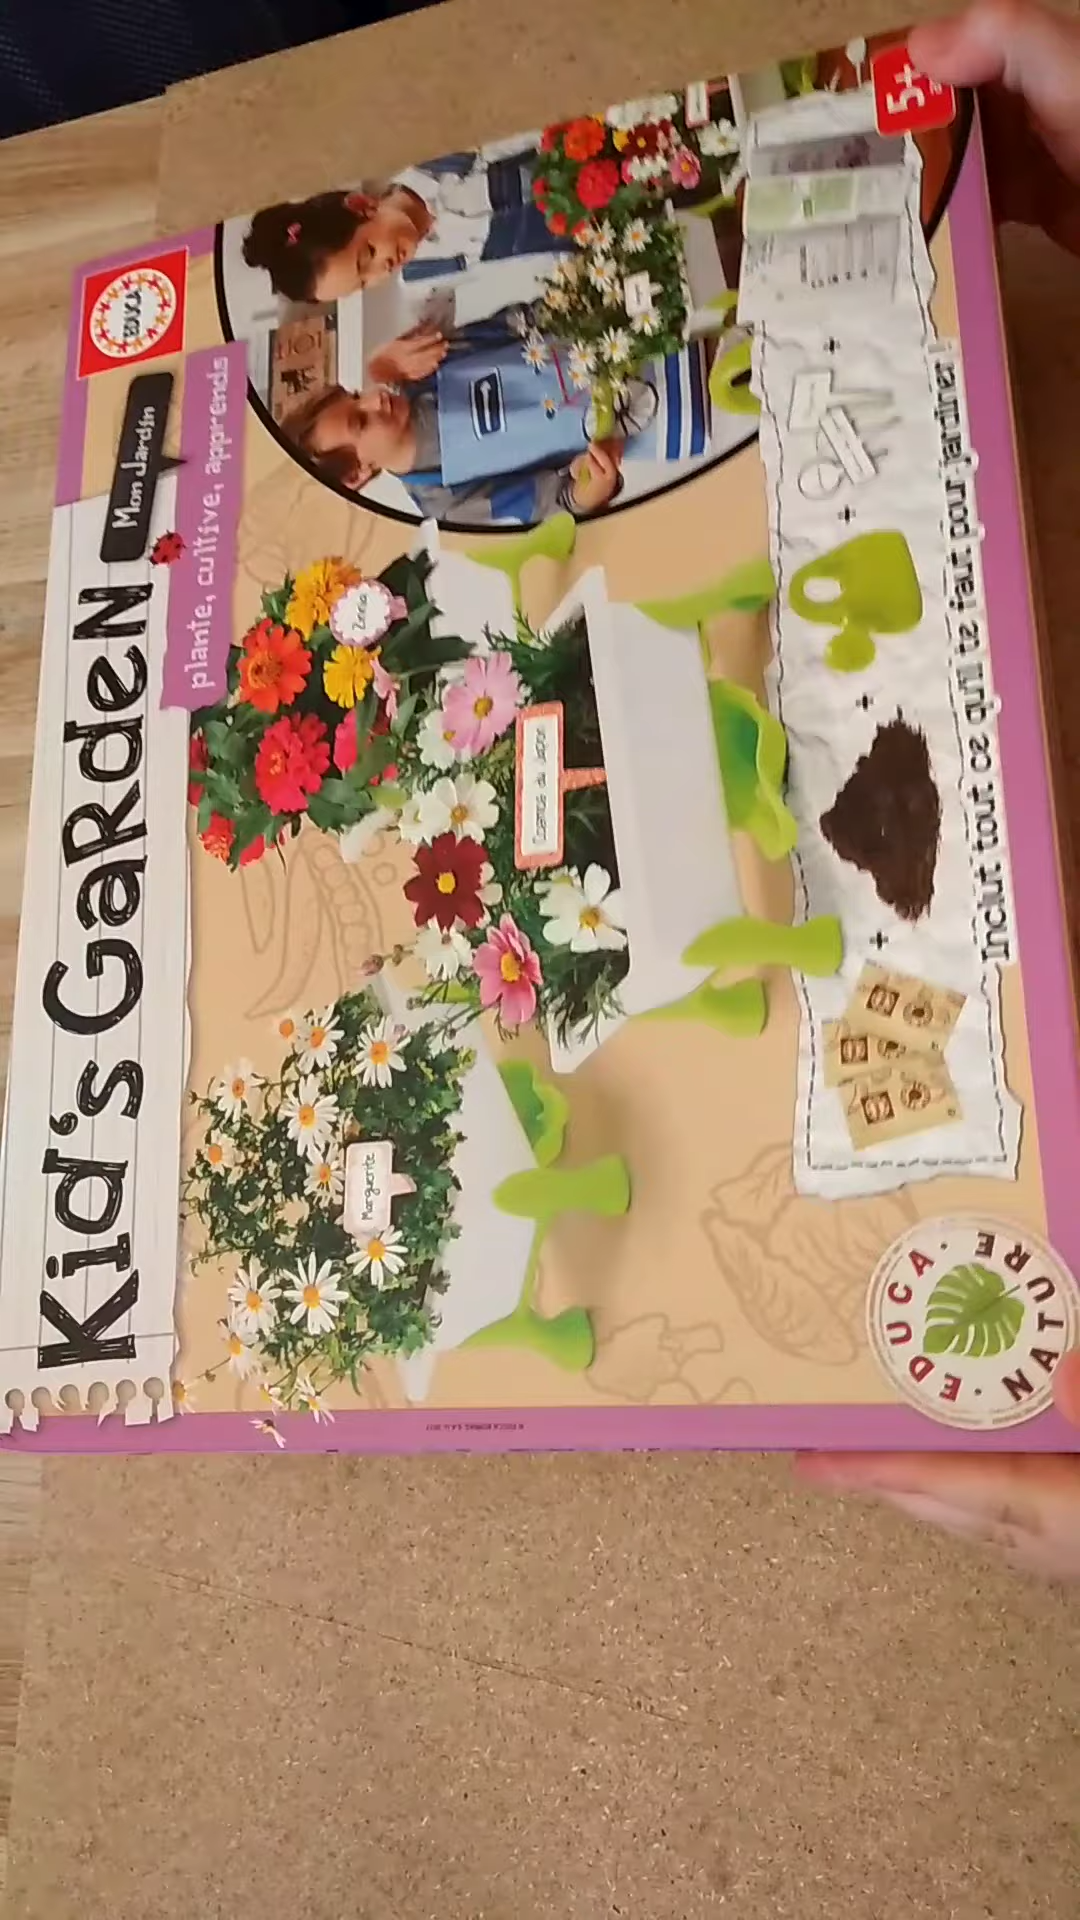 EDUCA
Kid's GaRdeN
Mon Jardin
plante, cultive, apprends
5+
Zinnia
Cosmos du Japon
Marguerite
+
+
+
+
Inclut tout ce qu'il te faut pour jardiner!
EDUCA · NATURE ·